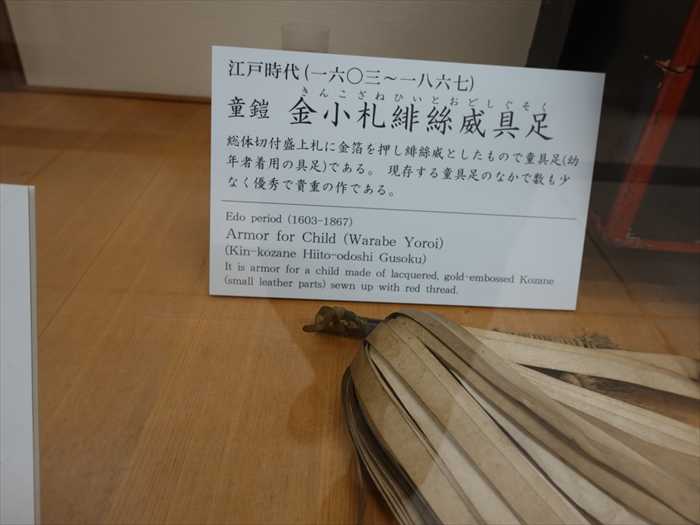 江戸時代(一六〇三～一八六七)
きんこざねひいとおどしぐそく
童鎧 金小札緋絲威具足
総体切付盛上札に金箔を押し緋絲威としたもので童具足(幼
年者着用の具足)である。 現存する童具足のなかで数も少
なく優秀で貴重の作である。
Edo period (1603-1867)
Armor for Child (Warabe Yoroi)
(Kin-kozane Hiito-odoshi Gusoku)
It is armor for a child made of lacquered, gold-embossed Kozane
(small leather parts) sewn up with red thread.